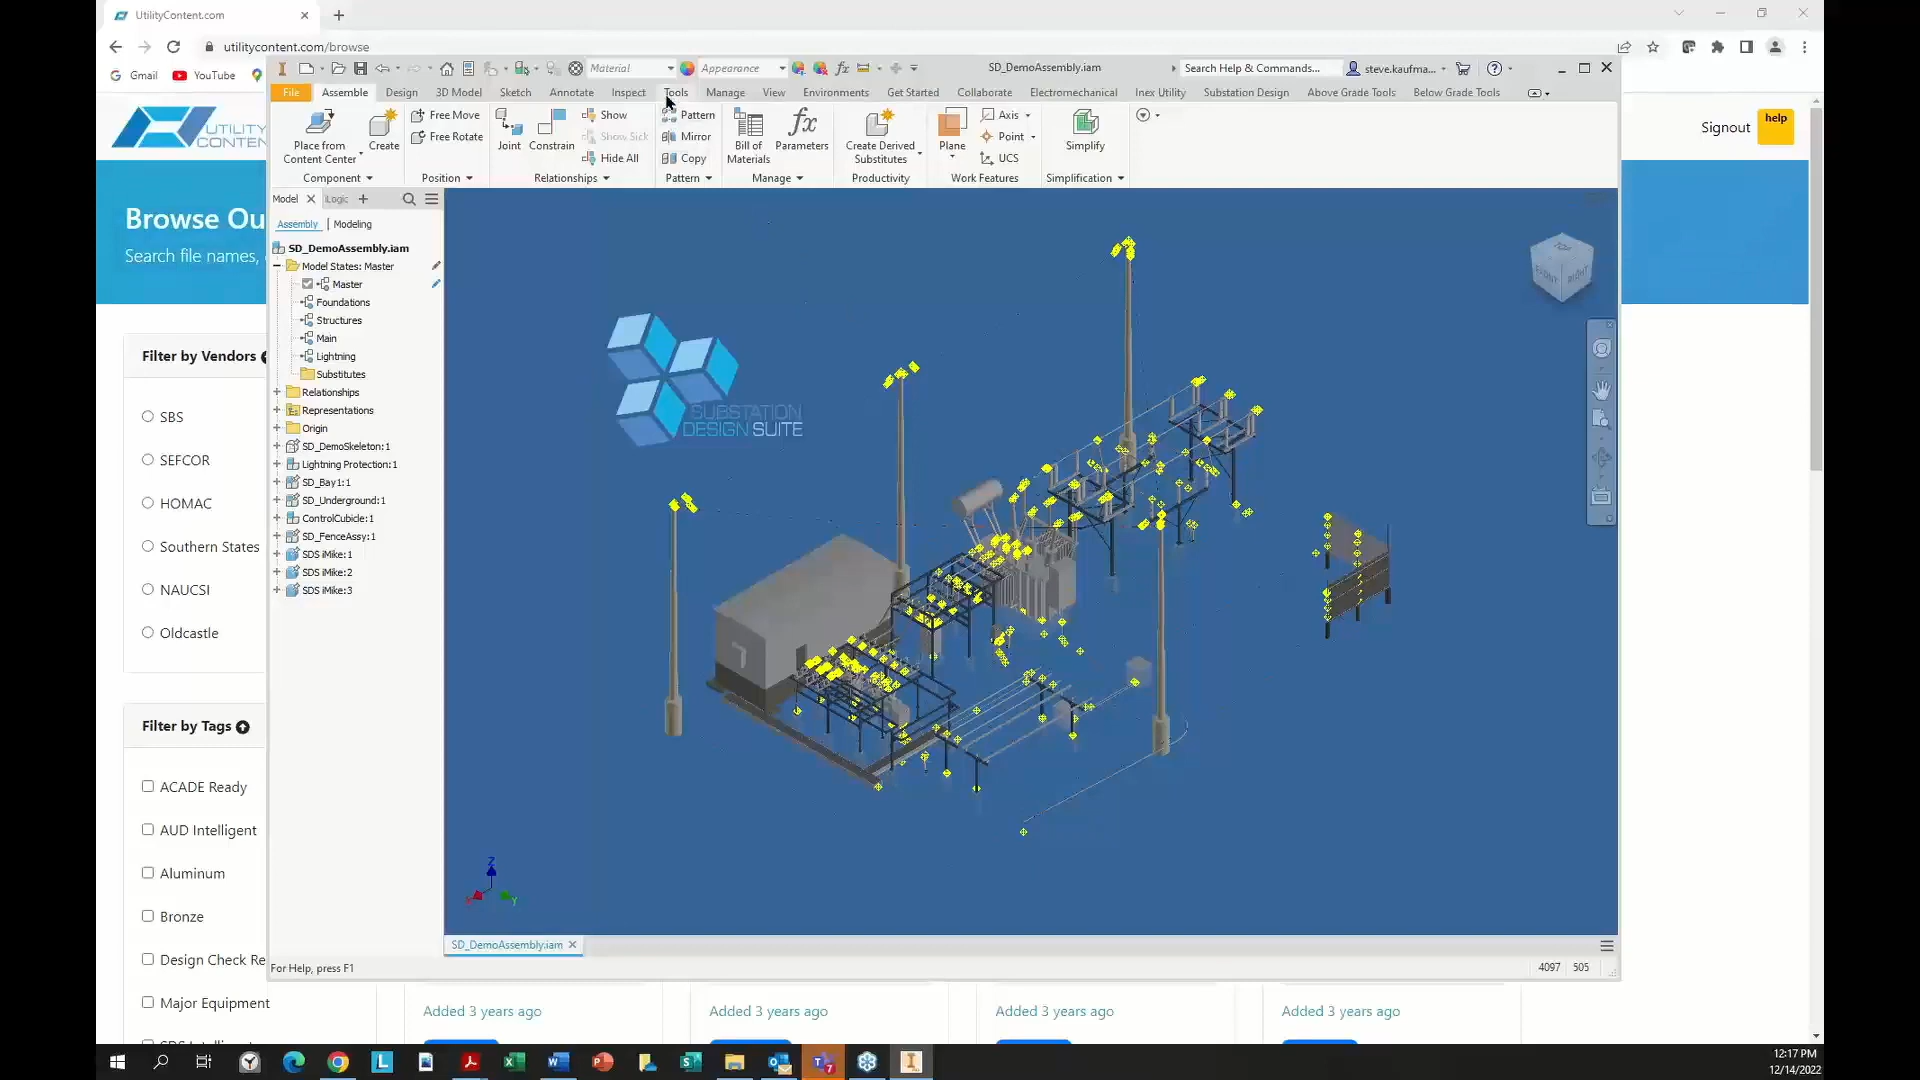 UtilityContent.com
utilitycontent.com/browse
Gmail
YouTube
UTILITY
CONTEN
Signout
help
Browse Ou
Search file names,
Filter by Vendors
SBS
SEFCOR
HOMAC
Southern States
NAUCSI
Oldcastle
Filter by Tags
ACADE Ready
AUD Intelligent
Aluminum
Bronze
Design Check Re
Major Equipment
Material
Appearance
SD_DemoAssembly.iam
Search Help & Commands...
steve.kaufma...
File
Assemble
Design
3D Model
Sketch
Annotate
Inspect
Tools
Manage
View
Environments
Get Started
Collaborate
Electromechanical
Inex Utility
Substation Design
Above Grade Tools
Below Grade Tools
Place from
Content Center
Create
Component
Free Move
Free Rotate
Position
Joint
Constrain
Show
Show Sick
Hide All
Relationships
Pattern
Mirror
Copy
Pattern
Bill of
Materials
Parameters
Manage
Create Derived
Substitutes
Productivity
Plane
Axis
Point
UCS
Work Features
Simplify
Simplification
Model
iLogic
Assembly
Modeling
SD_DemoAssembly.iam
Model States: Master
Master
Foundations
Structures
Main
Lightning
Substitutes
Relationships
Representations
Origin
SD_DemoSkeleton:1
Lightning Protection:1
SD_Bay1:1
SD_Underground:1
ControlCubicle:1
SD_FenceAssy:1
SDS iMike:1
SDS iMike:2
SDS iMike:3
SUBSTATION
DESIGN SUITE
FRONT
RIGHT
Z
Y
SD_DemoAssembly.iam
For Help, press F1
4097
505
Added 3 years ago
Added 3 years ago
Added 3 years ago
Added 3 years ago
12:17 PM
12/14/2022